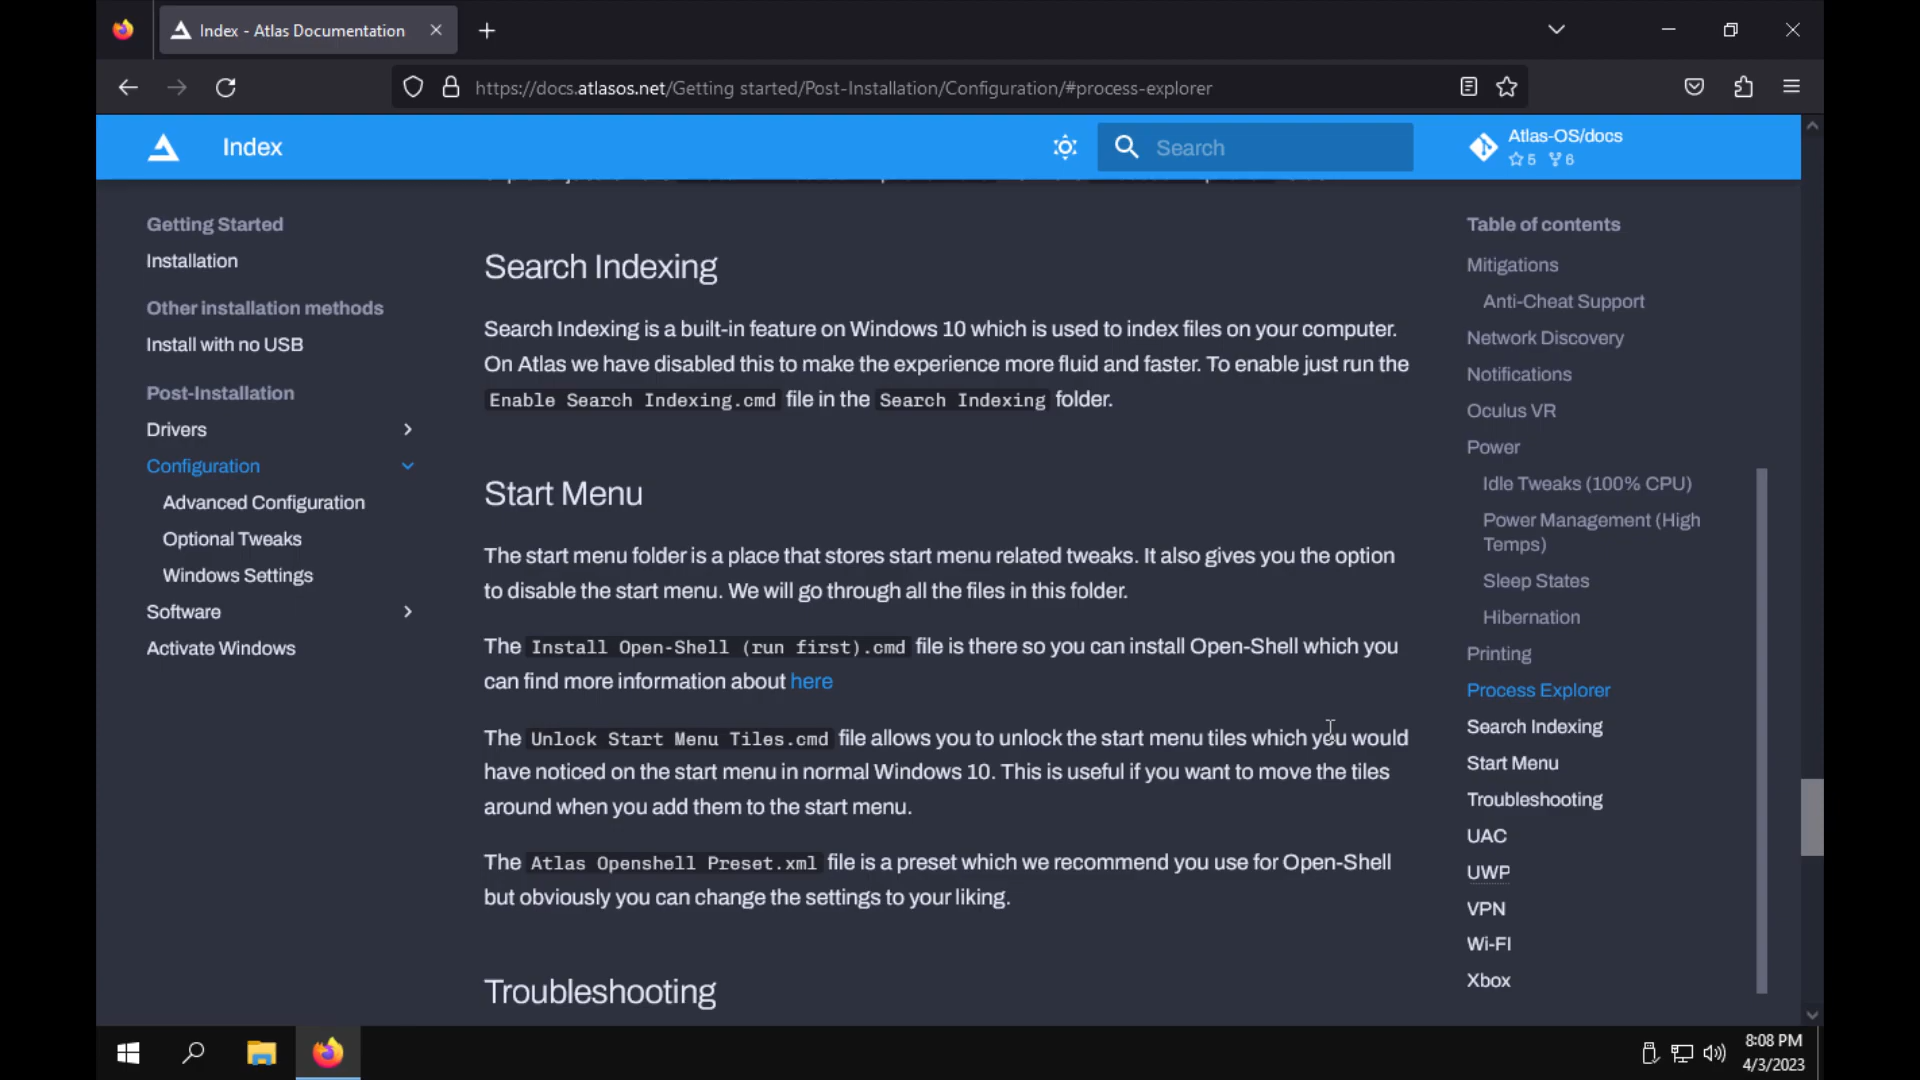 Index - Atlas Documentation
https://docs.atlasos.net/Getting started/Post-Installation/Configuration/#process-explorer
Index
Search
Atlas-OS/docs
5 6
Getting Started
Installation
Other installation methods
Install with no USB
Post-Installation
Drivers
Configuration
Advanced Configuration
Optional Tweaks
Windows Settings
Software
Activate Windows
Search Indexing
Search Indexing is a built-in feature on Windows 10 which is used to index files on your computer.
On Atlas we have disabled this to make the experience more fluid and faster. To enable just run the
Enable Search Indexing.cmd file in the Search Indexing folder.
Start Menu
The start menu folder is a place that stores start menu related tweaks. It also gives you the option
to disable the start menu. We will go through all the files in this folder.
The Install Open-Shell (run first).cmd file is there so you can install Open-Shell which you
can find more information about here
The Unlock Start Menu Tiles.cmd file allows you to unlock the start menu tiles which you would
have noticed on the start menu in normal Windows 10. This is useful if you want to move the tiles
around when you add them to the start menu.
The Atlas Openshell Preset.xml file is a preset which we recommend you use for Open-Shell
but obviously you can change the settings to your liking.
Troubleshooting
Table of contents
Mitigations
Anti-Cheat Support
Network Discovery
Notifications
Oculus VR
Power
Idle Tweaks (100% CPU)
Power Management (High
Temps)
Sleep States
Hibernation
Printing
Process Explorer
Search Indexing
Start Menu
Troubleshooting
UAC
UWP
VPN
Wi-FI
Xbox
8:08 PM
4/3/2023